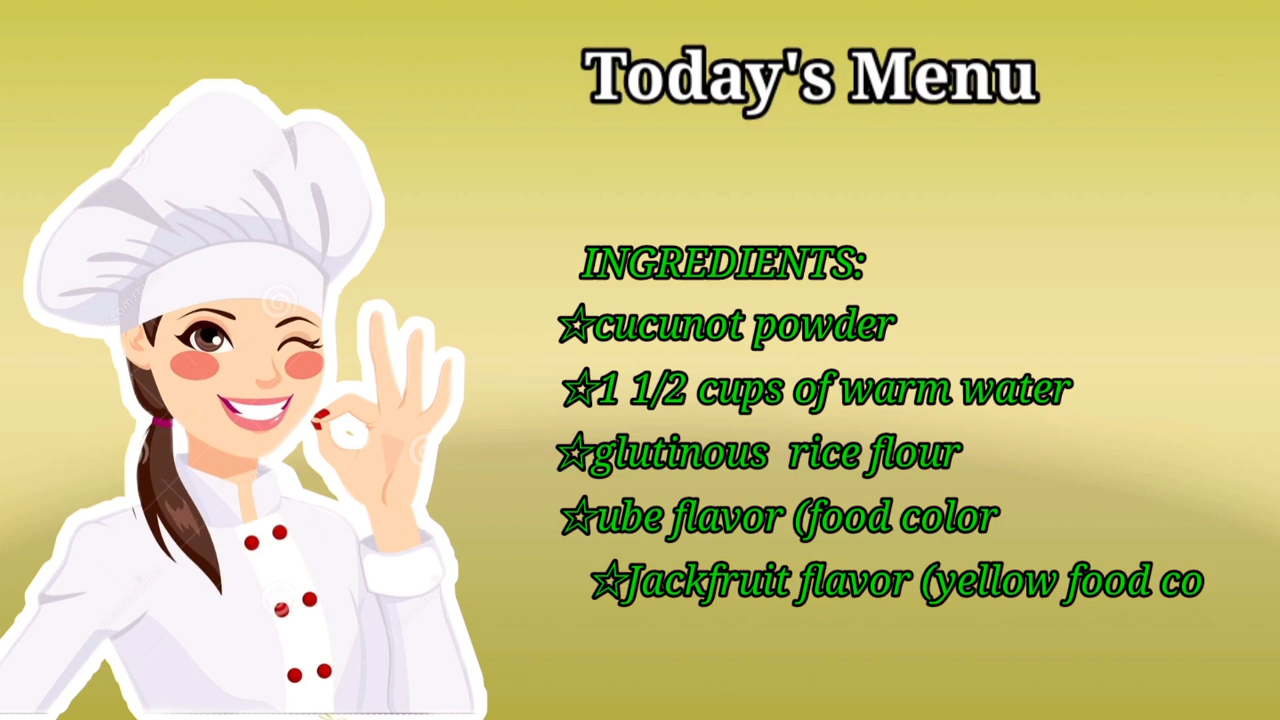 Today's Menu
INGREDIENTS:
☆cucunot powder
☆1 1/2 cups of warm water
☆glutinous rice flour
☆ube flavor (food color
☆Jackfruit flavor (yellow food co